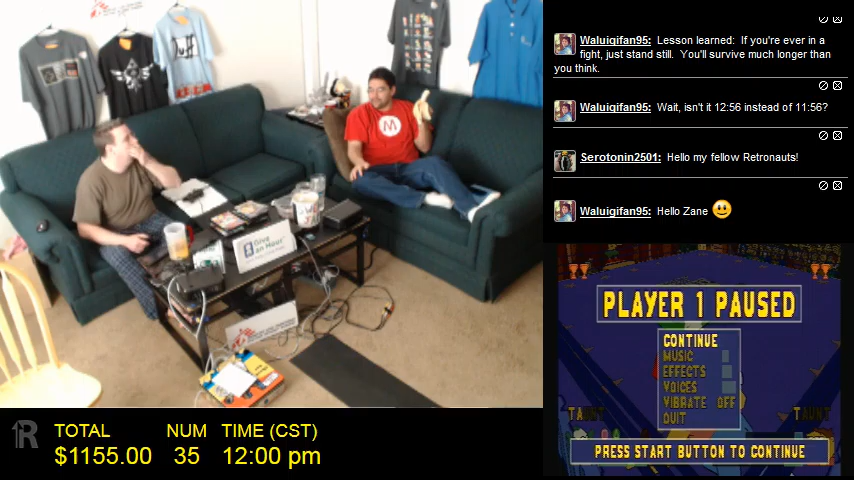 Waluigifan95: Lesson learned: If you're ever in a
fight, just stand still. You'll survive much longer than
you think.
Waluigifan95: Wait, isn't it 12:56 instead of 11:56?
Serotonin2501: Hello my fellow Retronauts!
Waluigifan95: Hello Zane
M
Give
an Hour
PLAYER 1 PAUSED
CONTINUE
MUSIC
EFFECTS
VOICES
VIBRATE OFF
QUIT
TAUNT
TAUNT
PRESS START BUTTON TO CONTINUE
R
TOTAL NUM TIME (CST)
$1155.00 35 12:00 pm